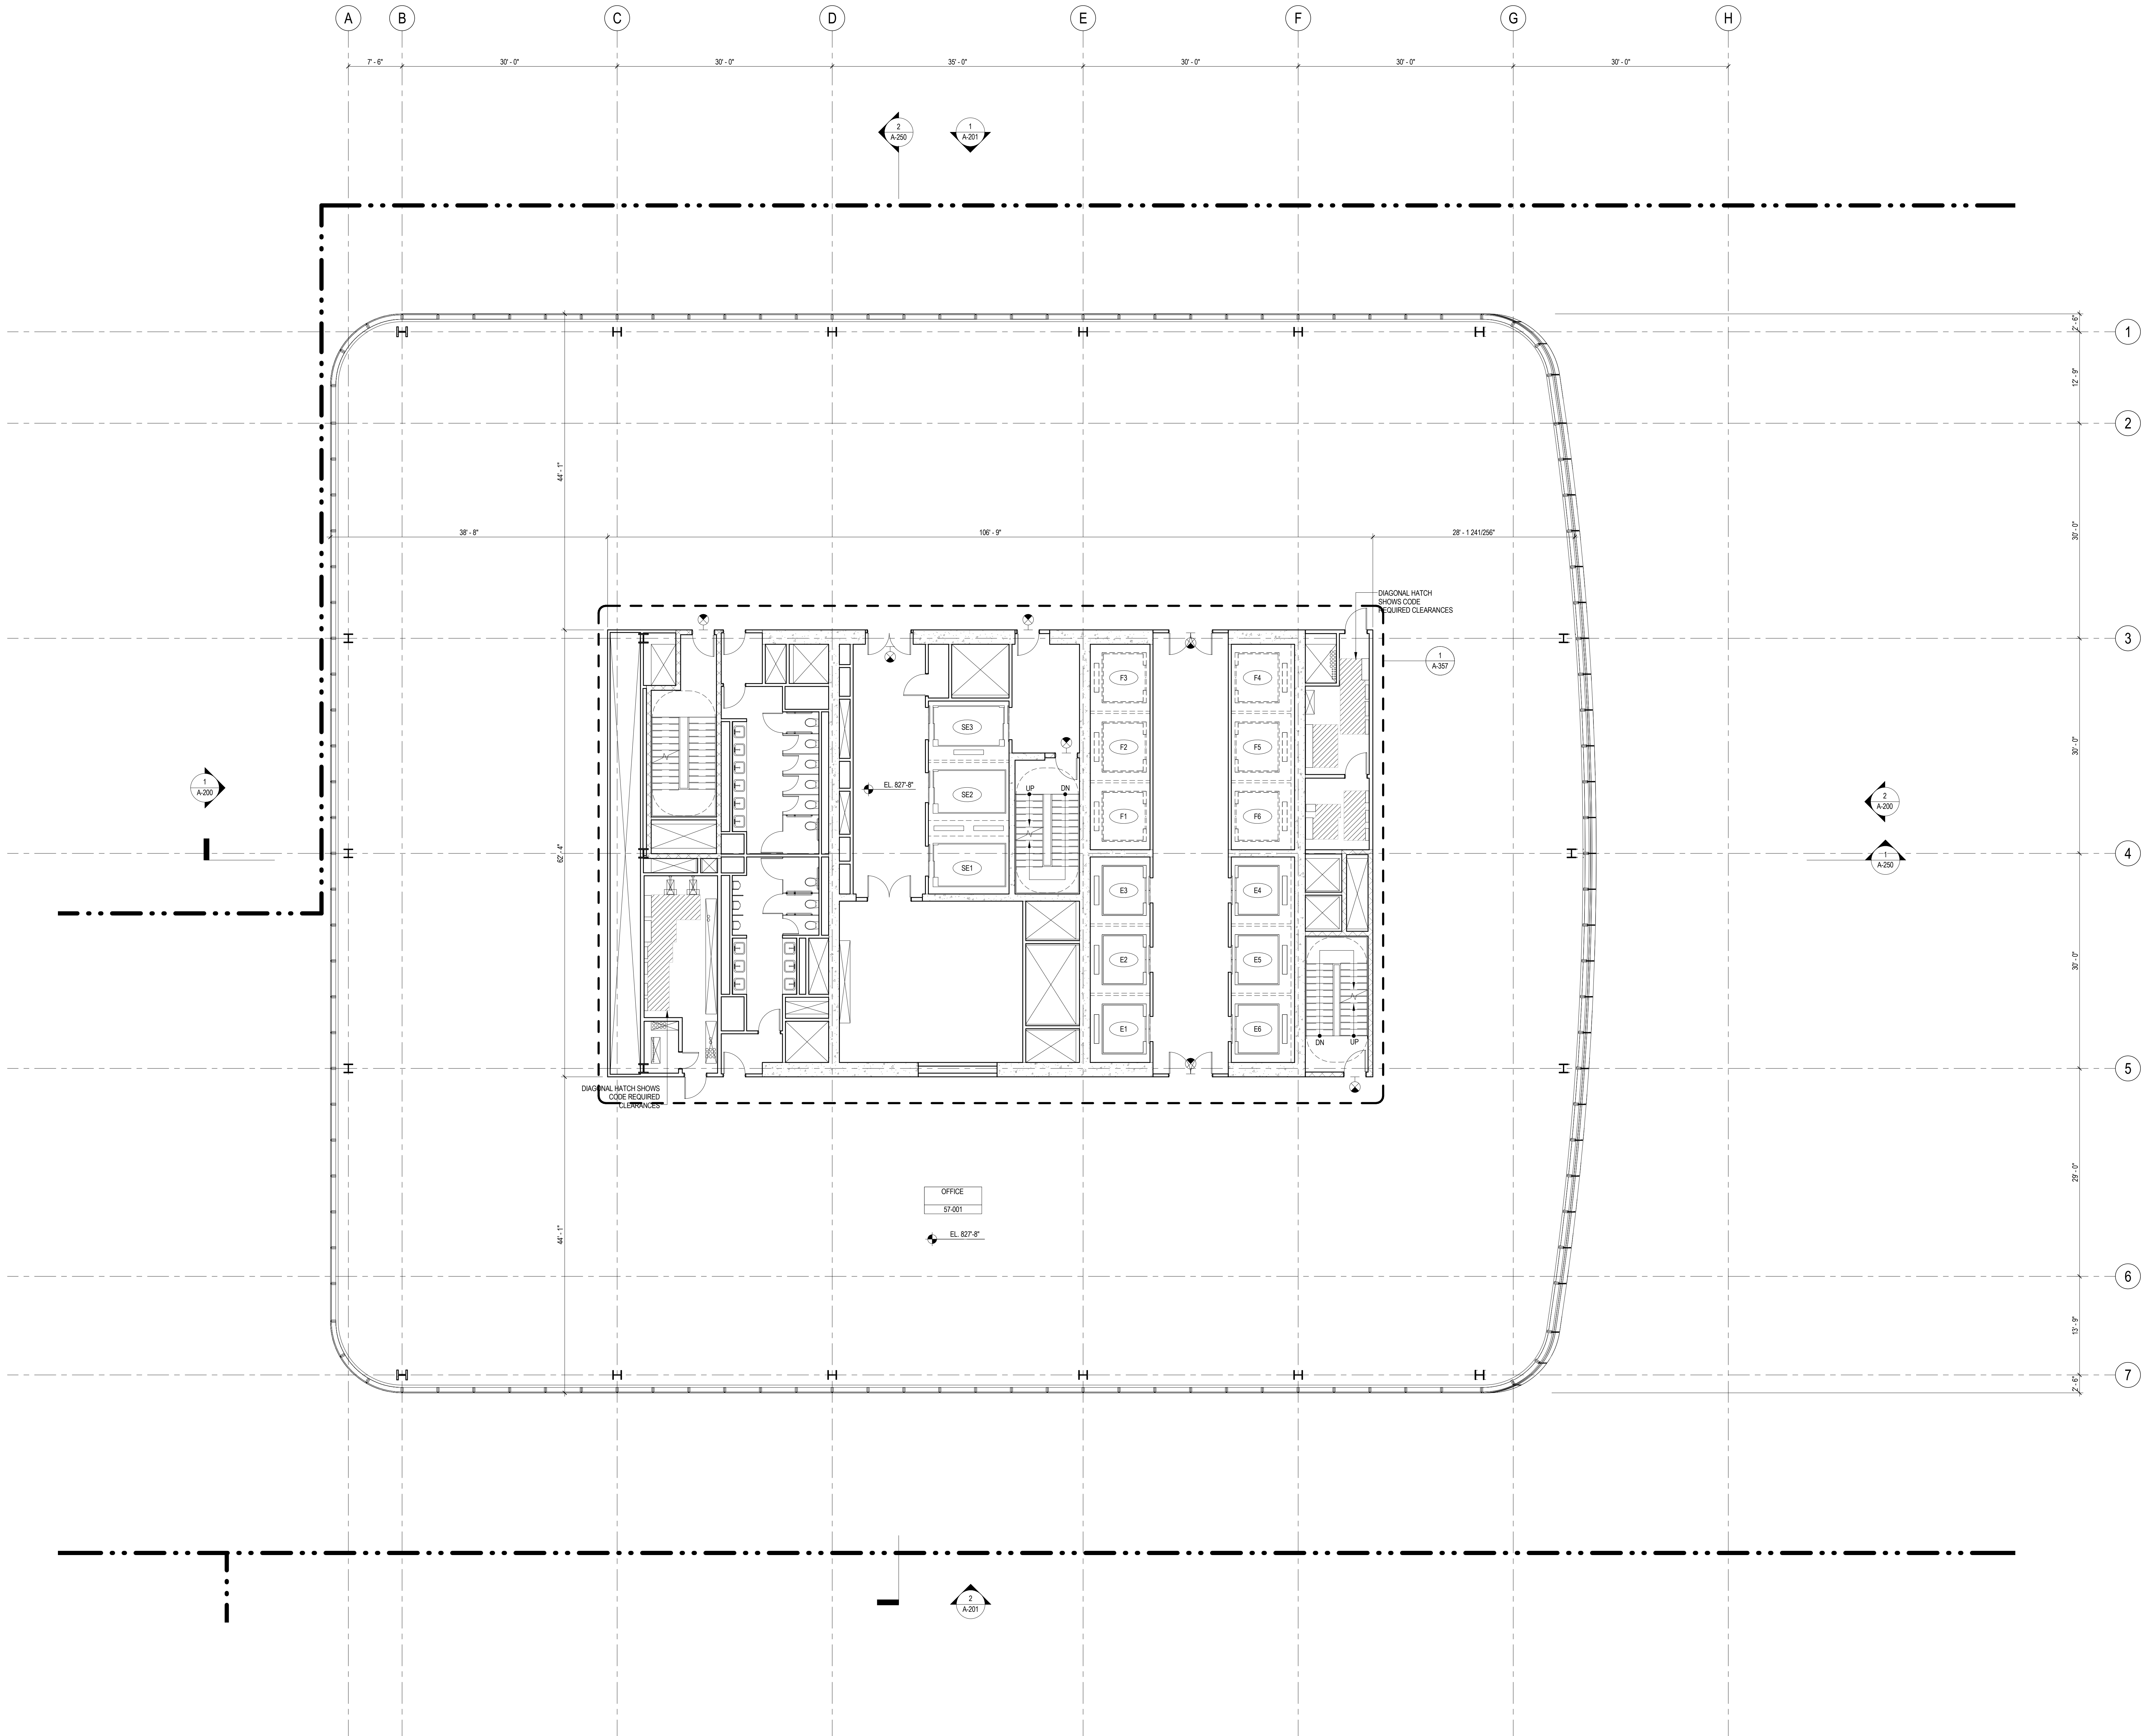 A
B
C
D
E
F
G
H
7' - 6"
30' - 0"
30' - 0"
35' - 0"
30' - 0"
30' - 0"
30' - 0"
2
A-250
1
A-201
2' - 6"
1
12' - 9"
2
44' - 1"
30' - 0"
38' - 8"
106' - 9"
28' - 1 241/256"
DIAGONAL HATCH
SHOWS CODE
REQUIRED CLEARANCES
3
1
A-357
F3
F4
SE3
F2
F5
30' - 0"
1
A-200
EL. 827'-8"
SE2
UP
DN
2
A-200
F1
F6
62' - 4"
4
1
A-250
SE1
E3
E4
E2
E5
30' - 0"
E1
E6
DN
UP
5
DIAGONAL HATCH SHOWS
CODE REQUIRED
CLEARANCES
29' - 0"
OFFICE
57-001
44' - 1"
EL. 827'-8"
6
13' - 9"
7
2' - 6"
2
A-201